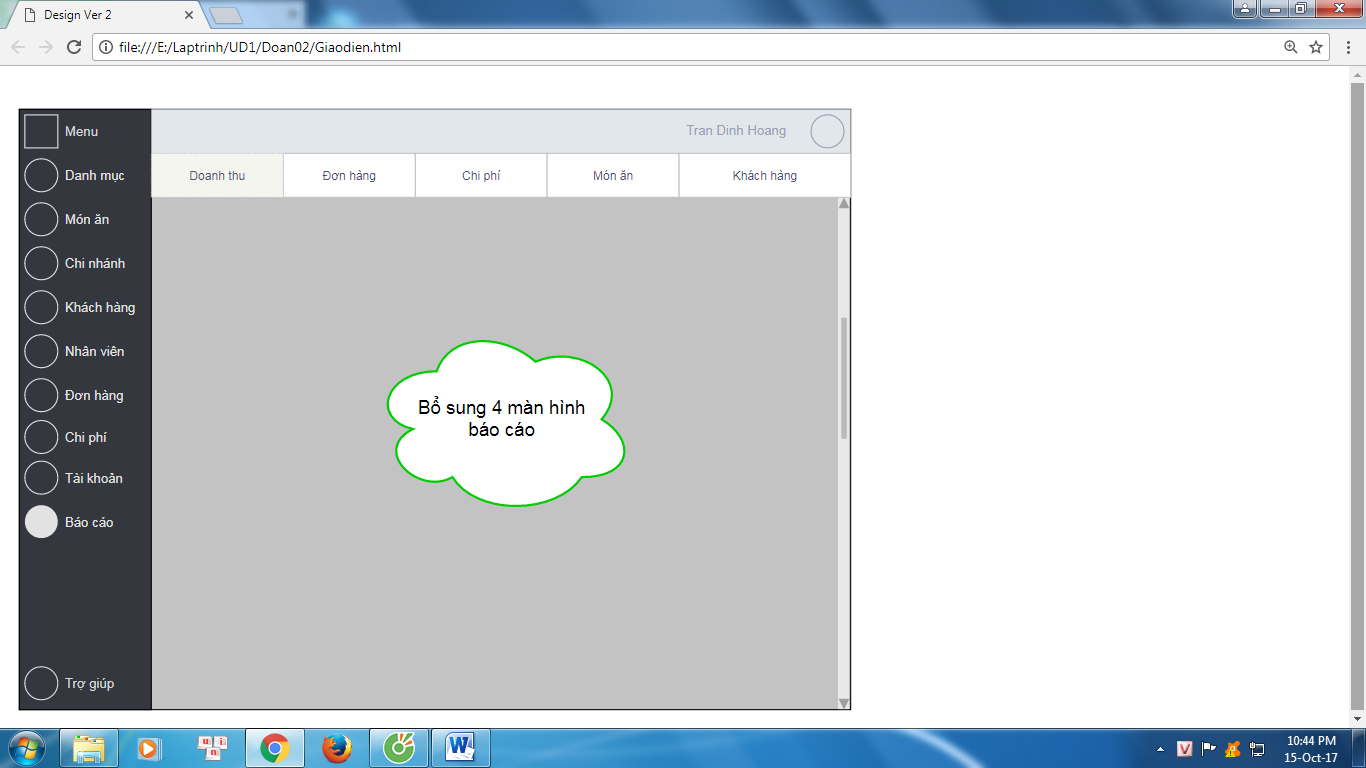 Design Ver 2
file:///E:/Laptrinh/UD1/Doan02/Giaodien.html
Menu
Tran Dinh Hoang
Danh mục
Doanh thu
Đơn hàng
Chi phí
Món ăn
Khách hàng
Món ăn
Chi nhánh
Khách hàng
Nhân viên
Đơn hàng
Chi phí
Tài khoản
Báo cáo
Trợ giúp
Bổ sung 4 màn hình
báo cáo
10:44 PM
15-Oct-17